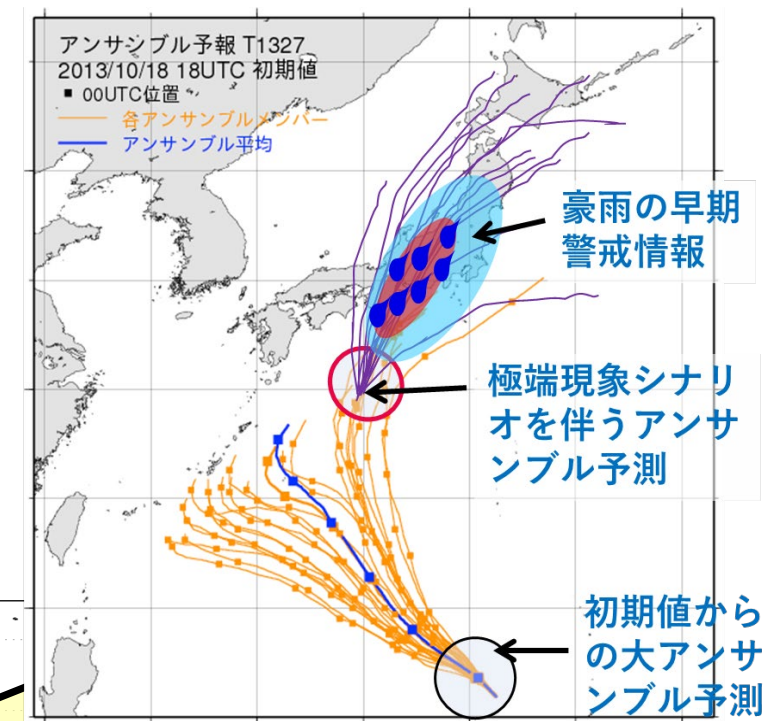 アンサンブル予報 T1327
2013/10/18 18UTC 初期値
■ 00UTC位置
各アンサンブルメンバー
アンサンブル平均
豪雨の早期
警戒情報
極端現象シナリ
オを伴うアンサ
ンブル予測
初期値から
の大アンサ
ンブル予測